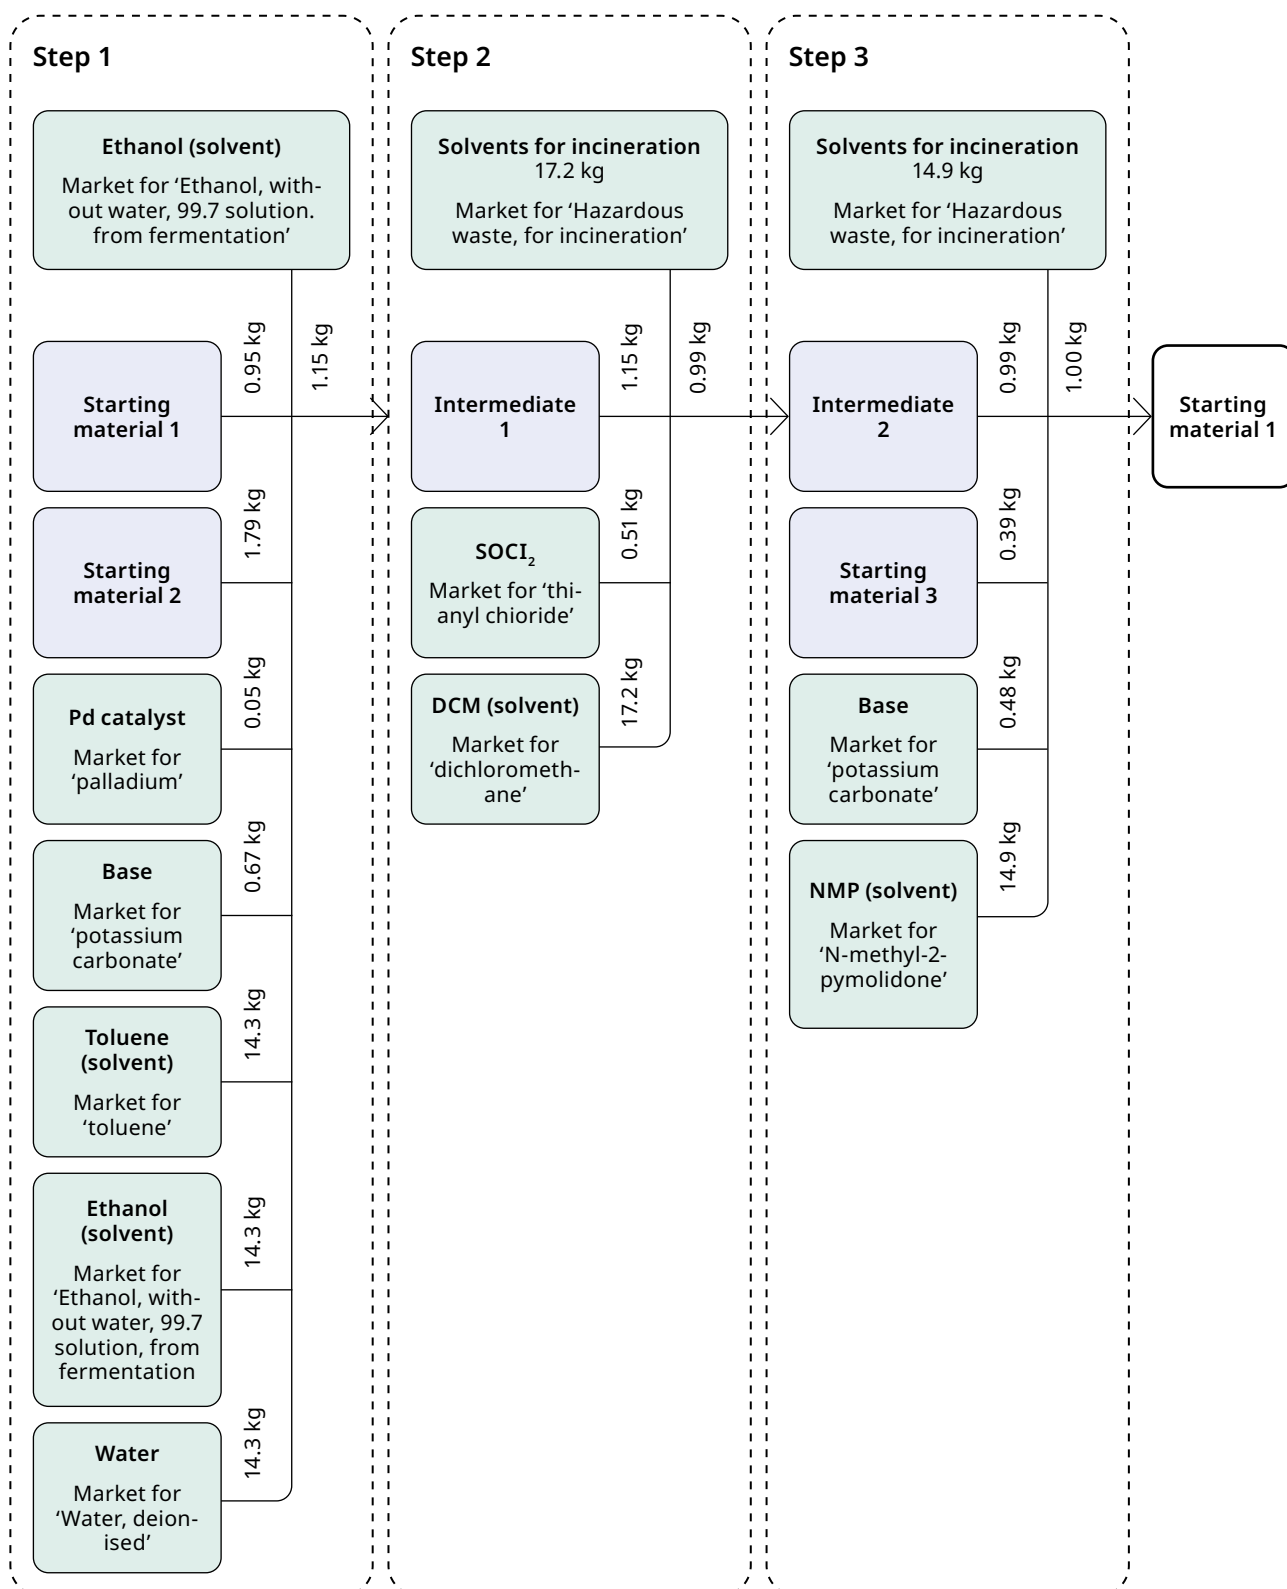 Step 1
Ethanol (solvent)
Market for ‘Ethanol, with-
out water, 99.7 solution.
from fermentation’
0.95 kg
1.15 kg
Starting
material 1
1.79 kg
Starting
material 2
0.05 kg
Pd catalyst
Market for
‘palladium’
0.67 kg
Base
Market for
‘potassium
carbonate’
14.3 kg
Toluene
(solvent)
Market for
‘toluene’
14.3 kg
Ethanol
(solvent)
Market for
‘Ethanol, with-
out water, 99.7
solution, from
fermentation
14.3 kg
Water
Market for
‘Water, deion-
ised’
Step 2
Solvents for incineration
17.2 kg
Market for ‘Hazardous
waste, for incineration’
1.15 kg
0.99 kg
Intermediate
1
0.51 kg
SOCI2
Market for ‘thi-
anyl chioride’
17.2 kg
DCM (solvent)
Market for
‘dichlorometh-
ane’
Step 3
Solvents for incineration
14.9 kg
Market for ‘Hazardous
waste, for incineration’
0.99 kg
1.00 kg
Intermediate
2
0.39 kg
Starting
material 3
0.48 kg
Base
Market for
‘potassium
carbonate’
14.9 kg
NMP (solvent)
Market for
‘N-methyl-2-
pymolidone’
Starting
material 1